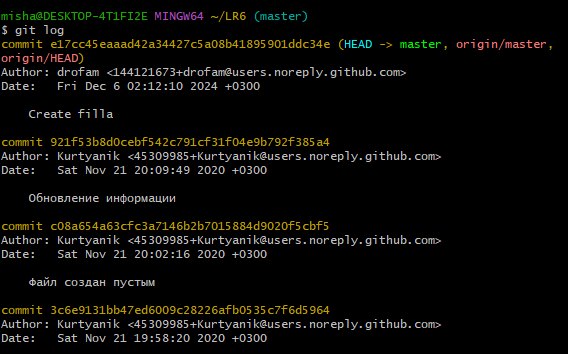 misha@DESKTOP-4T1FI2E MINGW64 ~/LR6 (master)
$ git log
commit e17cc45eaaad42a34427c5a08b41895901ddc34e (HEAD -> master, origin/master,
origin/HEAD)
Author: drofam <144121673+drofam@users.noreply.github.com>
Date:   Fri Dec 6 02:12:10 2024 +0300
    Create filla
commit 921f53b8d0cebf542c791cf31f04e9b792f385a4
Author: Kurtyanik <45309985+Kurtyanik@users.noreply.github.com>
Date:   Sat Nov 21 20:09:49 2020 +0300
    Обновление информации
commit c08a654a63cfc3a7146b2b7015884d9020f5cbf5
Author: Kurtyanik <45309985+Kurtyanik@users.noreply.github.com>
Date:   Sat Nov 21 20:02:16 2020 +0300
    Файл создан пустым
commit 3c6e9131bb47ed6009c28226afb0535c7f6d5964
Author: Kurtyanik <45309985+Kurtyanik@users.noreply.github.com>
Date:   Sat Nov 21 19:58:20 2020 +0300